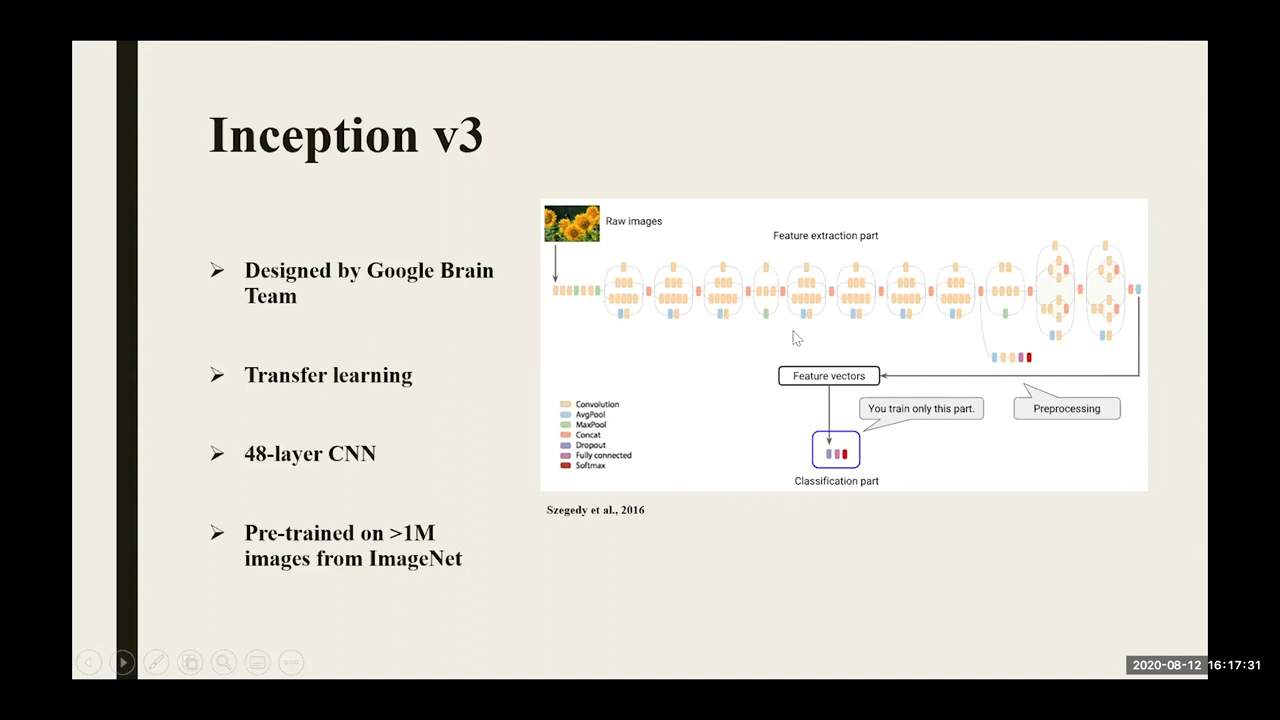 Inception v3
Designed by Google Brain
Team
Transfer learning
48-layer CNN
Pre-trained on >1M
images from ImageNet
Raw images
Feature extraction part
Feature vectors
You train only this part.
Preprocessing
Convolution
AvgPool
MaxPool
Concat
Dropout
Fully connected
Softmax
Classification part
Szegedy et al., 2016
2020-08-12 16:17:31